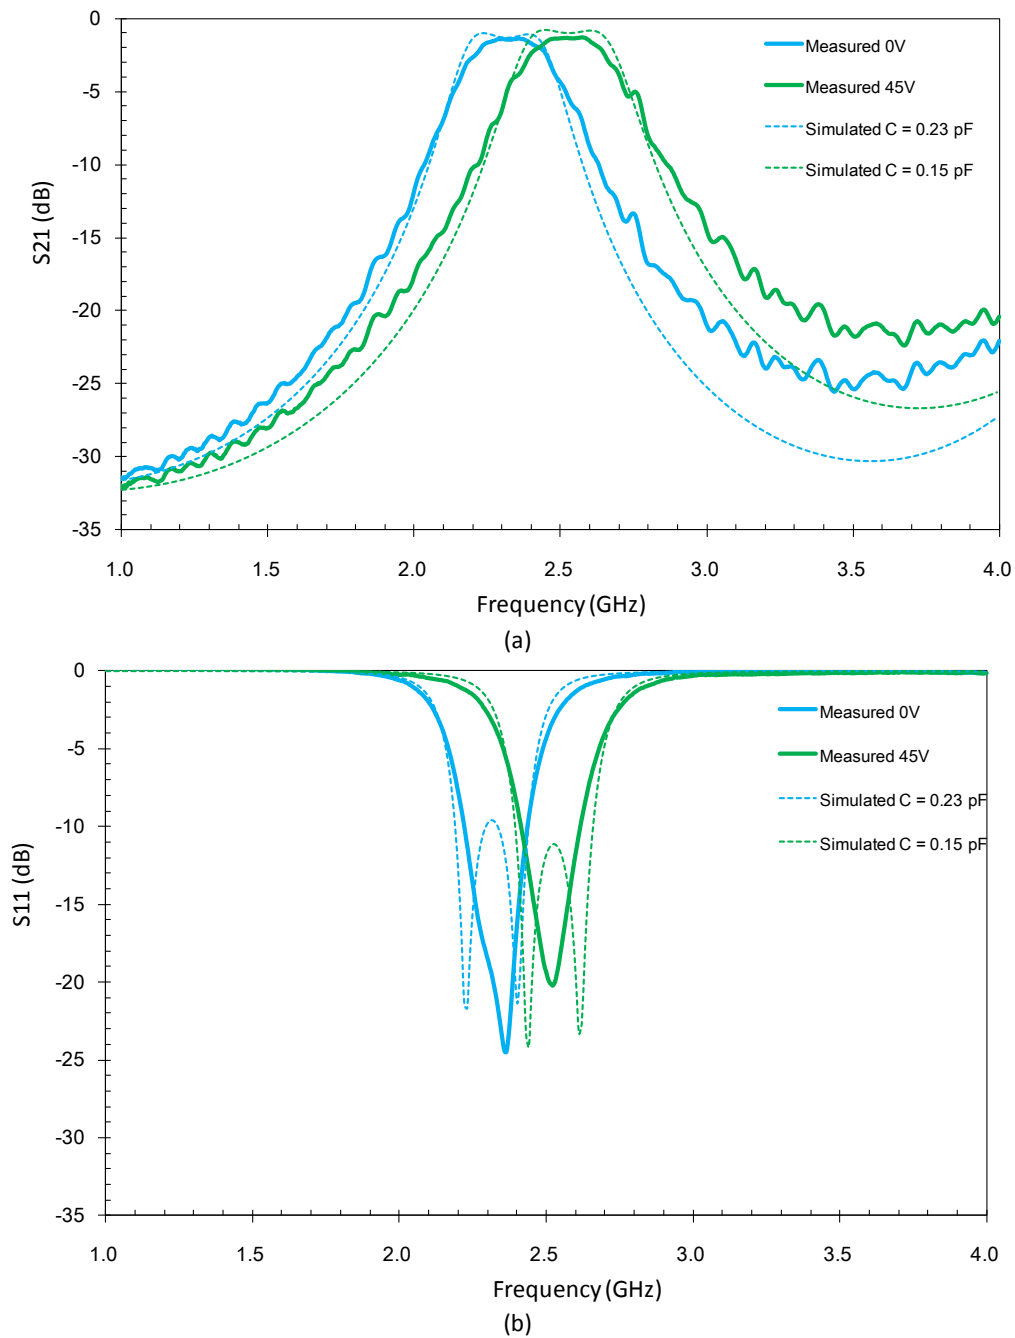 0
-5
-10
-15
-20
-25
-30
-35
S21 (dB)
Measured 0V
Measured 45V
Simulated C = 0.23 pF
Simulated C = 0.15 pF
1.0 1.5 2.0 2.5 3.0 3.5 4.0
Frequency (GHz)
(a)
0
-5
-10
-15
-20
-25
-30
-35
S11 (dB)
Measured 0V
Measured 45V
Simulated C = 0.23 pF
Simulated C = 0.15 pF
1.0 1.5 2.0 2.5 3.0 3.5 4.0
Frequency (GHz)
(b)